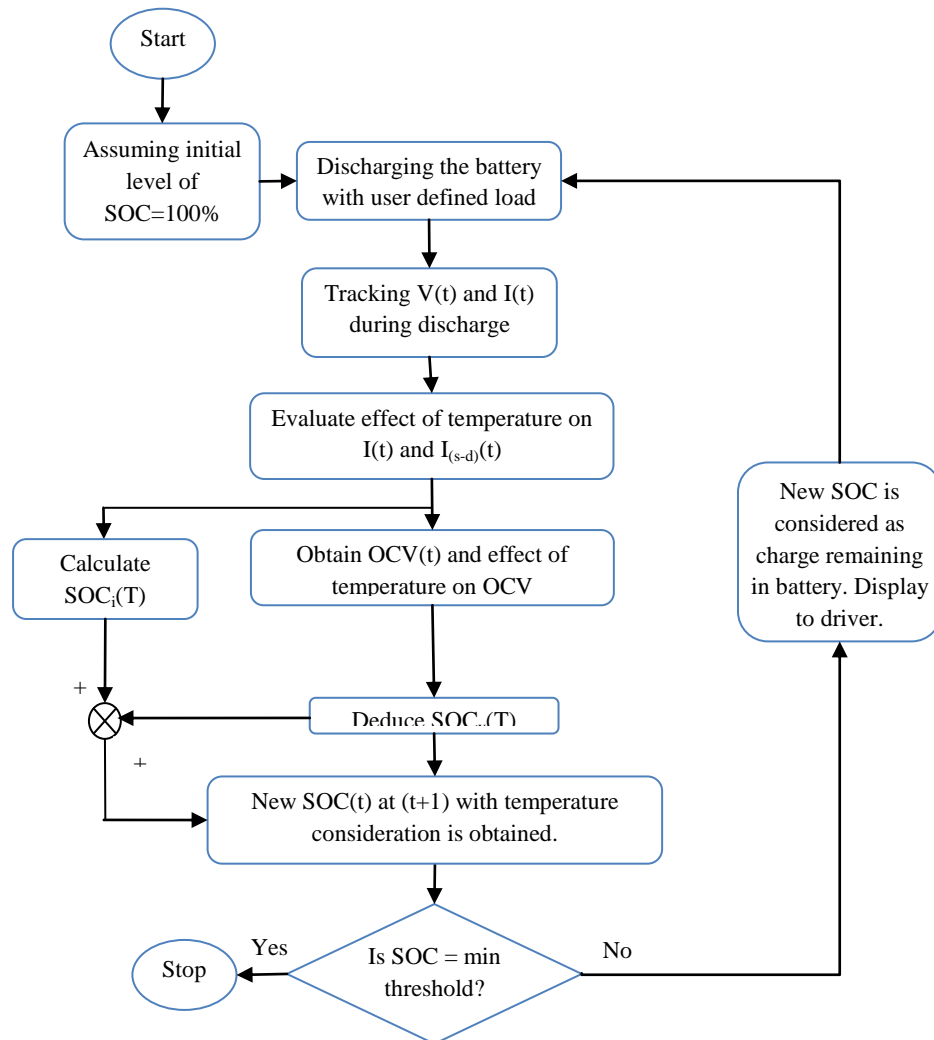 Start
Assuming initial
level of
SOC=100%
Discharging the battery
with user defined load
Tracking V(t) and I(t)
during discharge
Evaluate effect of temperature on
I(t) and I(s-d)(t)
Calculate
SOCi(T)
Obtain OCV(t) and effect of
temperature on OCV
New SOC is
considered as
charge remaining
in battery. Display
to driver.
+
Deduce
+
New SOC(t) at (t+1) with temperature
consideration is obtained.
Yes
No
Is SOC = min
threshold?
Stop